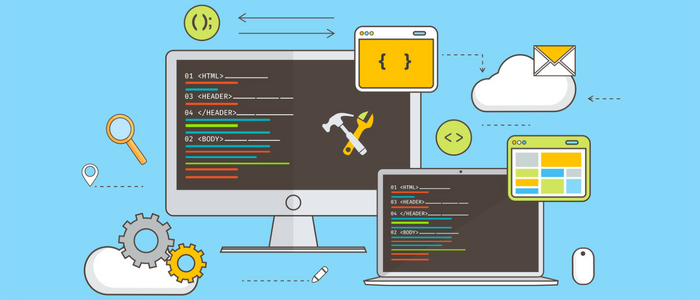 ( );
{ }
01 <HTML>
03 <HEADER>
04 </HEADER>
02 <BODY>
< >
01 <HTML>
03 <HEADER>
04 </HEADER>
02 <BODY>